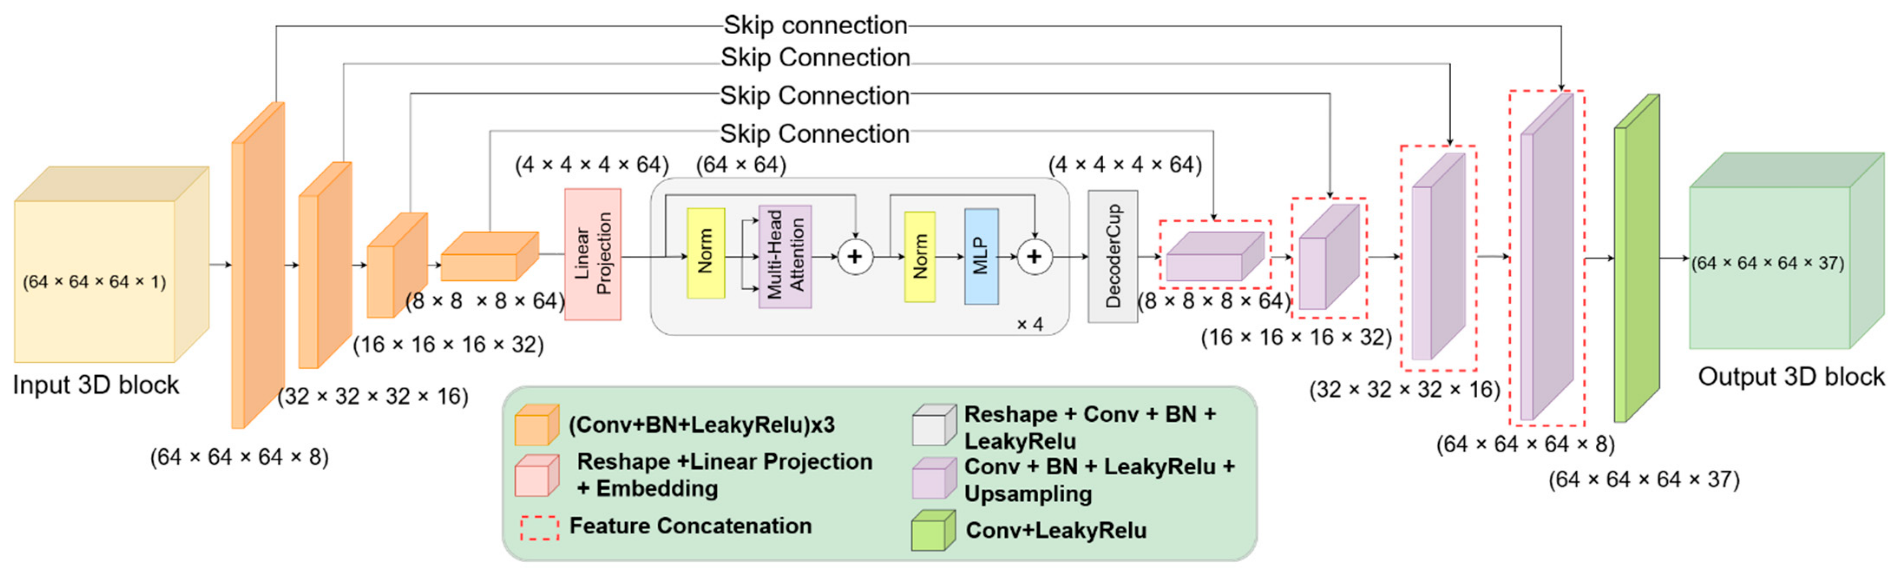 Skip connection
Skip Connection
Skip Connection
Skip Connection
(4 × 4 × 4 × 64)
(64 × 64)
(4 × 4 × 4 × 64)
Linear
Projection
Norm
Multi-Head
Attention
+
Norm
MLP
+
DecoderCup
× 4
(64 × 64 × 64 × 1)
(64 × 64 × 64 × 37)
(8 × 8 × 8 × 64)
(8 × 8 × 8 × 64)
(16 × 16 × 16 × 32)
(16 × 16 × 16 × 32)
Input 3D block
Output 3D block
(32 × 32 × 32 × 16)
(32 × 32 × 32 × 16)
(64 × 64 × 64 × 8)
(64 × 64 × 64 × 8)
(64 × 64 × 64 × 37)
(Conv+BN+LeakyRelu)x3
Reshape +Linear Projection
+ Embedding
Feature Concatenation
Reshape + Conv + BN +
LeakyRelu
Conv + BN + LeakyRelu +
Upsampling
Conv+LeakyRelu